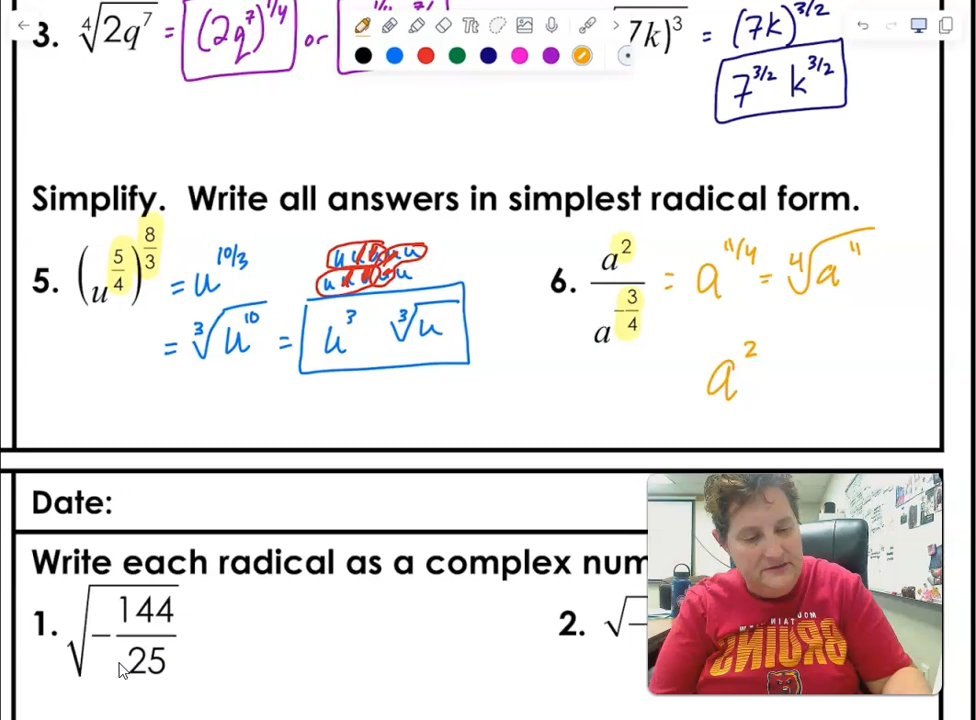 3. ∜2q⁷ = (2q⁷)^1/4 or
7k)³ = (7k)^3/2
7^3/2 k^3/2
Simplify. Write all answers in simplest radical form.
5. (u^5/4)^8/3 = u^10/3
= ∛u¹⁰ = u³ ∛u
6. a² / a^-3/4 = a^11/4 = ∜a¹¹
a²
Date:
Write each radical as a complex num
1. √-144/25
2. √-
BRUINS